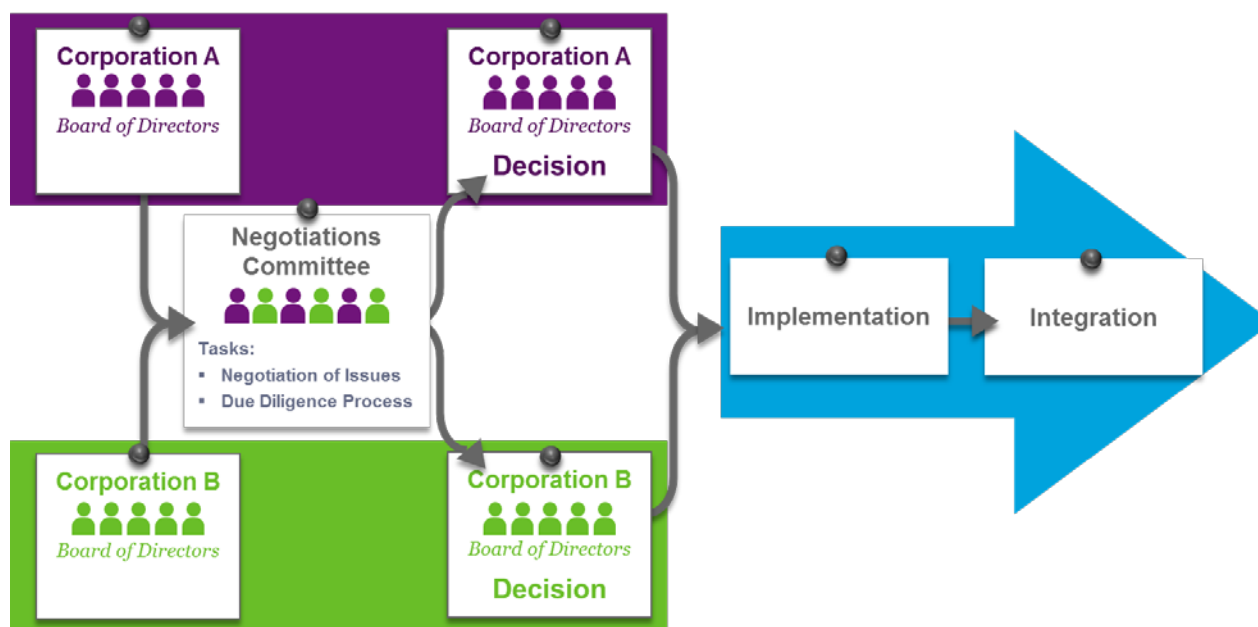 Corporation A
Board of Directors
Corporation A
Board of Directors
Decision
Negotiations
Committee
Tasks:
▪ Negotiation of Issues
▪ Due Diligence Process
Implementation
Integration
Corporation B
Board of Directors
Corporation B
Board of Directors
Decision